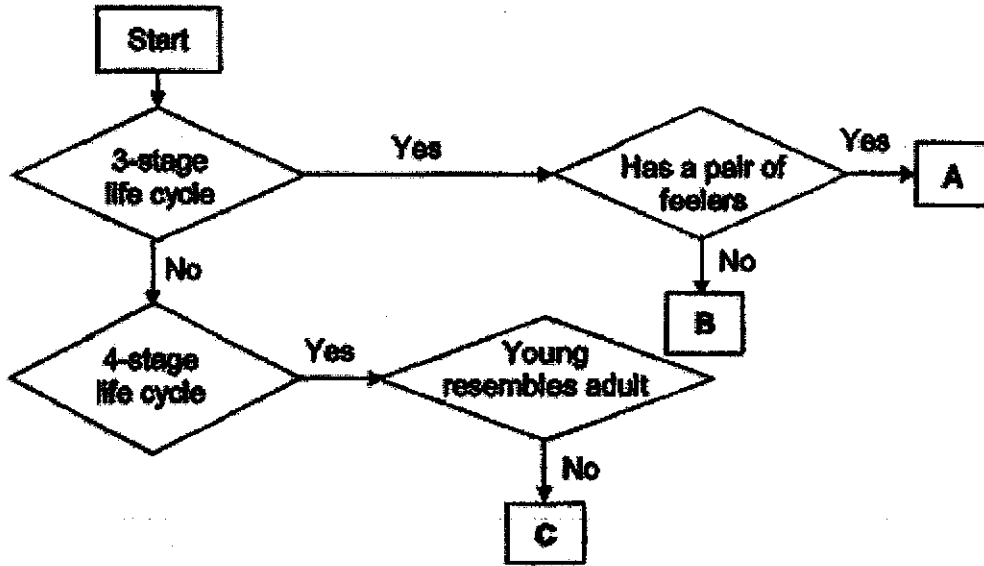 Start
3-stage
life cycle
Yes
Has a pair of
feelers
Yes
A
No
No
B
4-stage
life cycle
Yes
Young
resembles adult
No
C